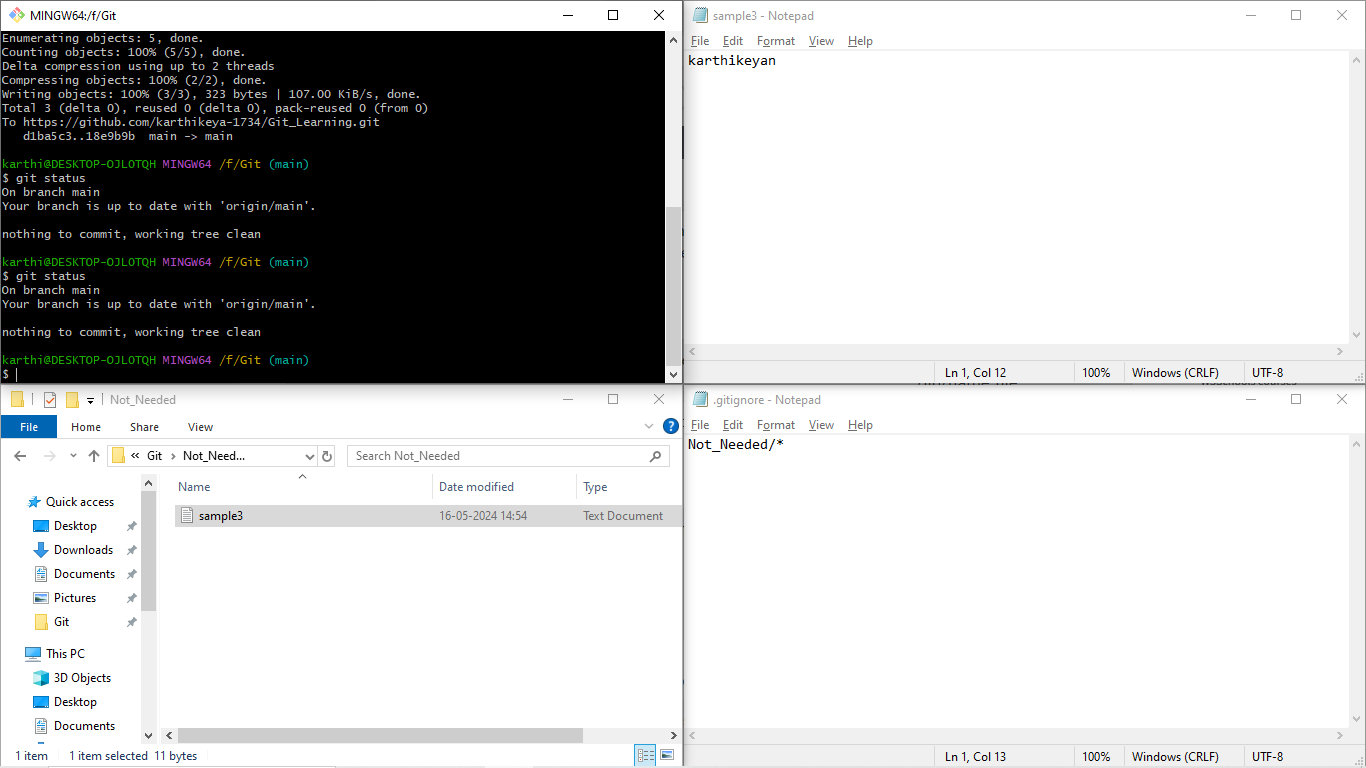 MINGW64:/f/Git
Enumerating objects: 5, done.
Counting objects: 100% (5/5), done.
Delta compression using up to 2 threads
Compressing objects: 100% (2/2), done.
Writing objects: 100% (3/3), 323 bytes | 107.00 KiB/s, done.
Total 3 (delta 0), reused 0 (delta 0), pack-reused 0 (from 0)
To https://github.com/karthikeya-1734/Git_Learning.git
d1ba5c3..18e9b9b  main -> main
karthi@DESKTOP-OJLOTQH MINGW64 /f/Git (main)
$ git status
On branch main
Your branch is up to date with 'origin/main'.
nothing to commit, working tree clean
karthi@DESKTOP-OJLOTQH MINGW64 /f/Git (main)
$ git status
On branch main
Your branch is up to date with 'origin/main'.
nothing to commit, working tree clean
karthi@DESKTOP-OJLOTQH MINGW64 /f/Git (main)
$
sample3 - Notepad
File Edit Format View Help
karthikeyan
Ln 1, Col 12 100% Windows (CRLF) UTF-8
Not_Needed
File Home Share View
« Git > Not_Need...
Search Not_Needed
Name Date modified Type
sample3 16-05-2024 14:54 Text Document
Quick access
Desktop
Downloads
Documents
Pictures
Git
This PC
3D Objects
Desktop
Documents
1 item 1 item selected 11 bytes
.gitignore - Notepad
File Edit Format View Help
Not_Needed/*
Ln 1, Col 13 100% Windows (CRLF) UTF-8